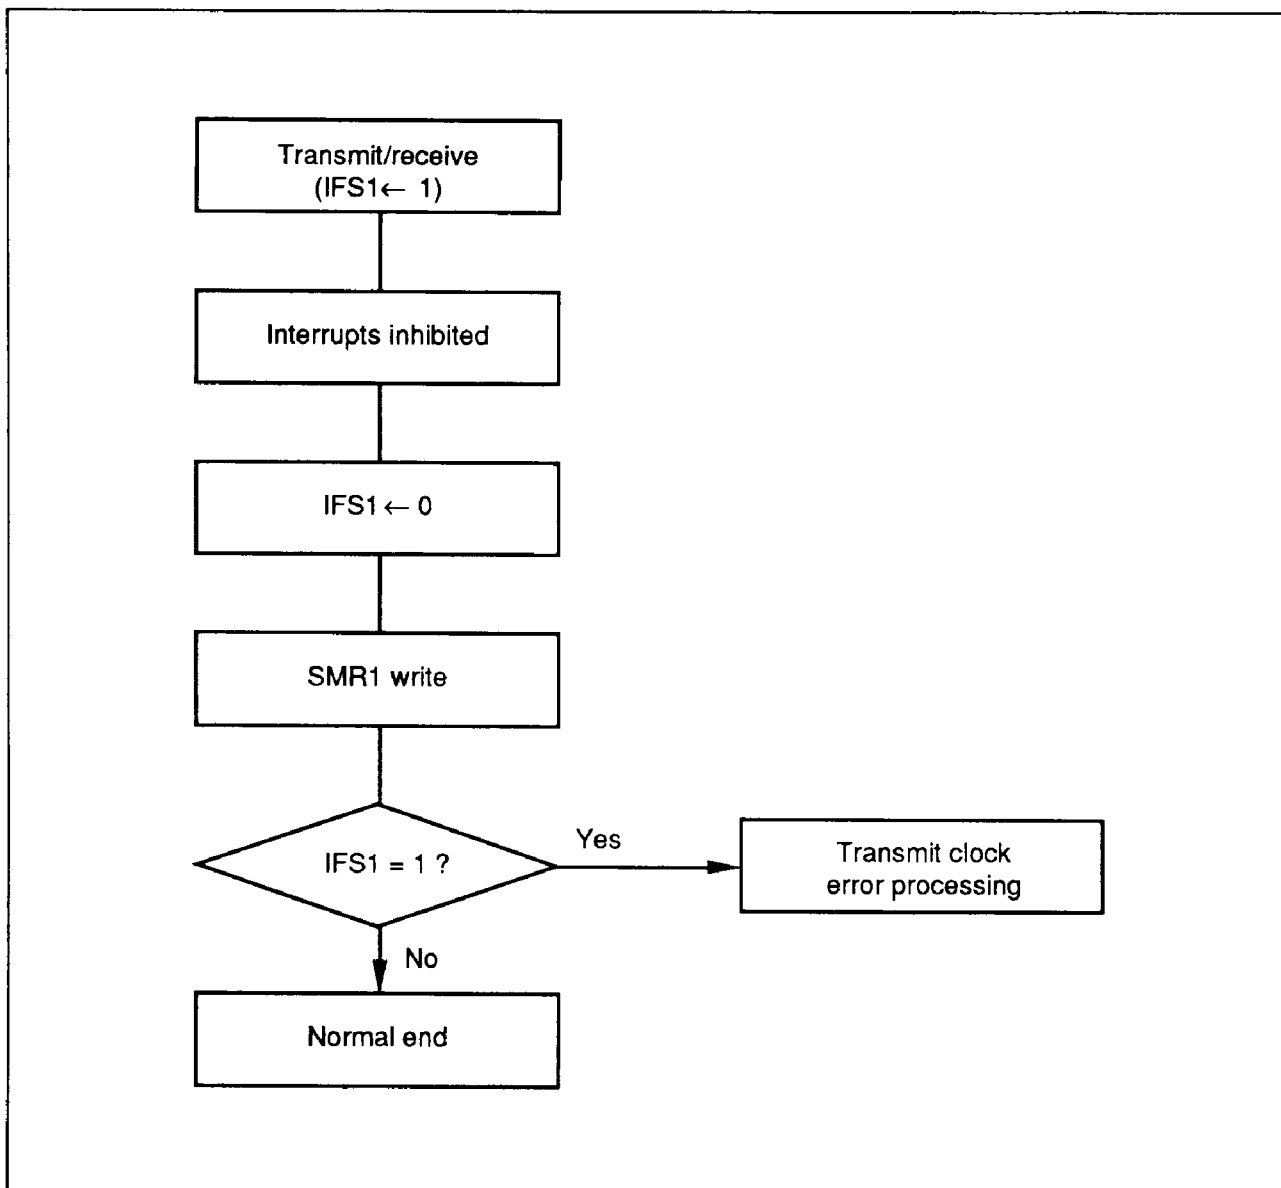 Transmit/receive
(IFS1← 1)
Interrupts inhibited
IFS1 ← 0
SMR1 write
IFS1 = 1 ?
Yes
Transmit clock
error processing
No
Normal end